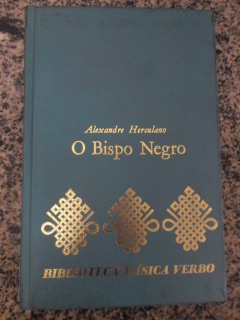 Alexandre Herculano
O Bispo Negro
BIBLIOTECA BÁSICA VERBO